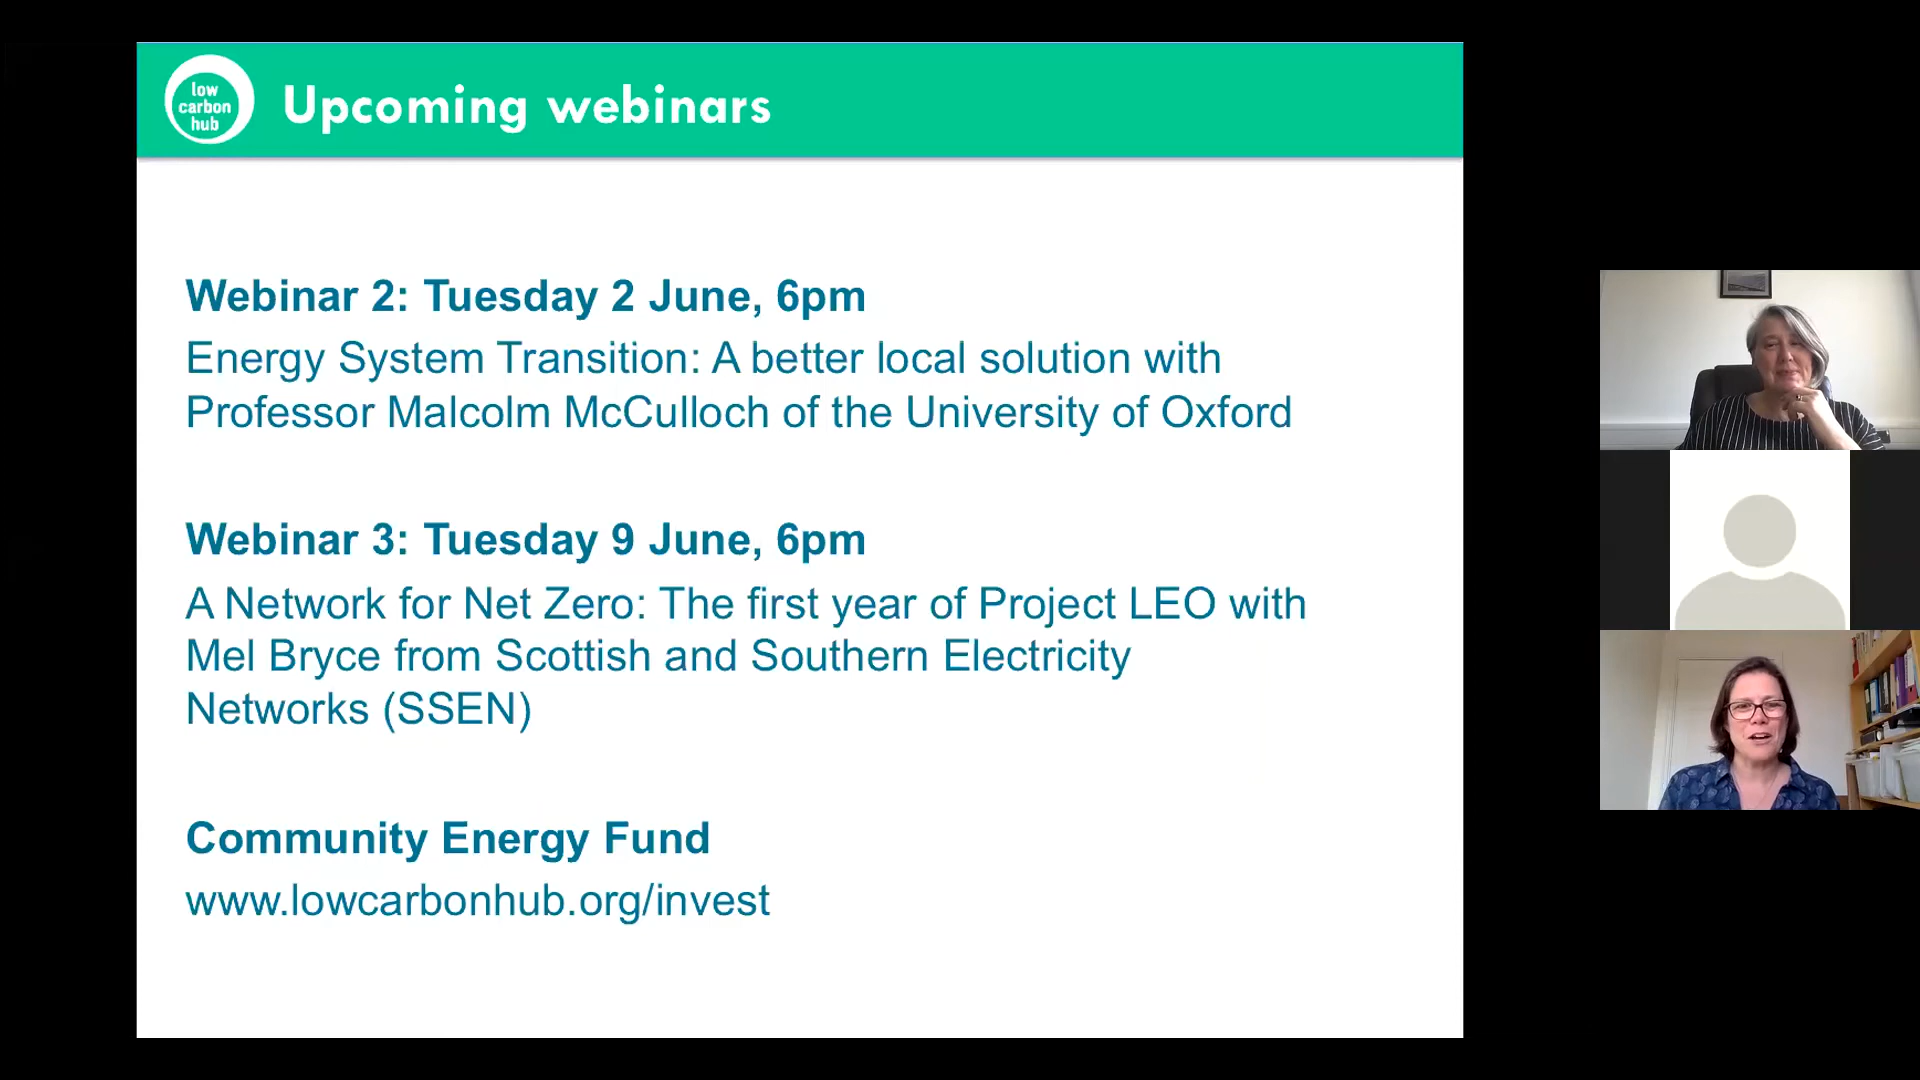 low
carbon
hub
Upcoming webinars
Webinar 2: Tuesday 2 June, 6pm
Energy System Transition: A better local solution with
Professor Malcolm McCulloch of the University of Oxford
Webinar 3: Tuesday 9 June, 6pm
A Network for Net Zero: The first year of Project LEO with
Mel Bryce from Scottish and Southern Electricity
Networks (SSEN)
Community Energy Fund
www.lowcarbonhub.org/invest